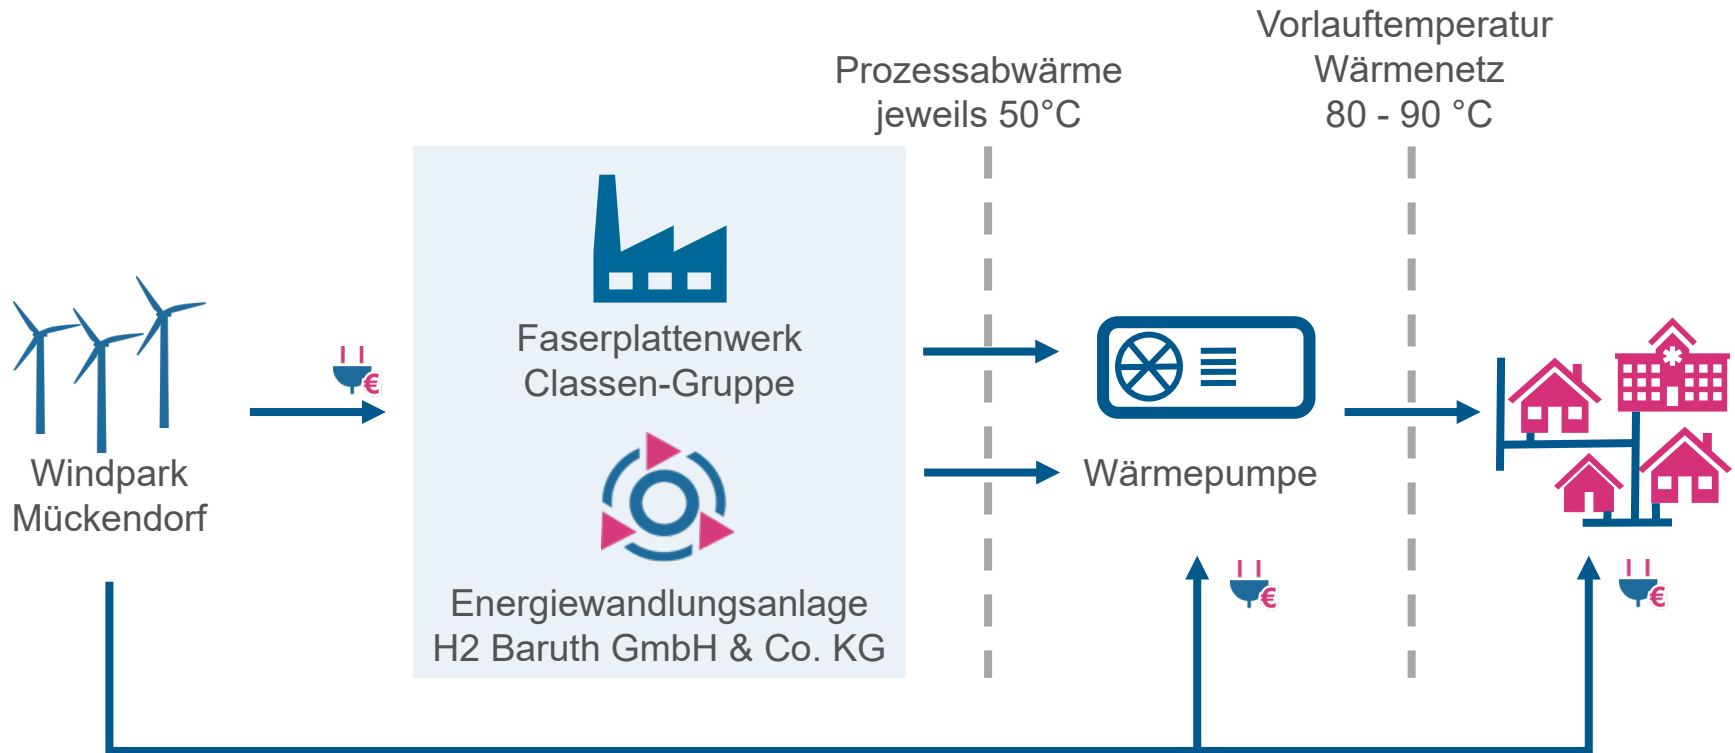 Vorlauftemperatur
Wärmenetz
80 - 90 °C
Prozessabwärme
jeweils 50°C
Faserplattenwerk
Classen-Gruppe
€
Windpark
Mückendorf
Wärmepumpe
Energiewandlungsanlage
H2 Baruth GmbH & Co. KG
€
€